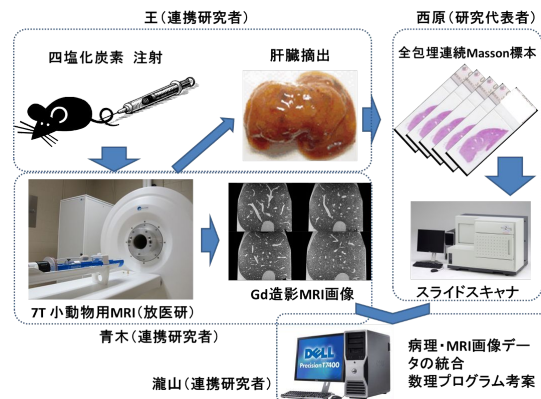 王(連携研究者)
四塩化炭素 注射
肝臓摘出
西原(研究代表者)
全包埋連続Masson標本
7T 小動物用MRI(放医研)
Gd造影MRI画像
スライドスキャナ
青木(連携研究者)
瀧山(連携研究者)
DELL
Precision T7400
病理・MRI画像デー
タの統合
数理プログラム考案